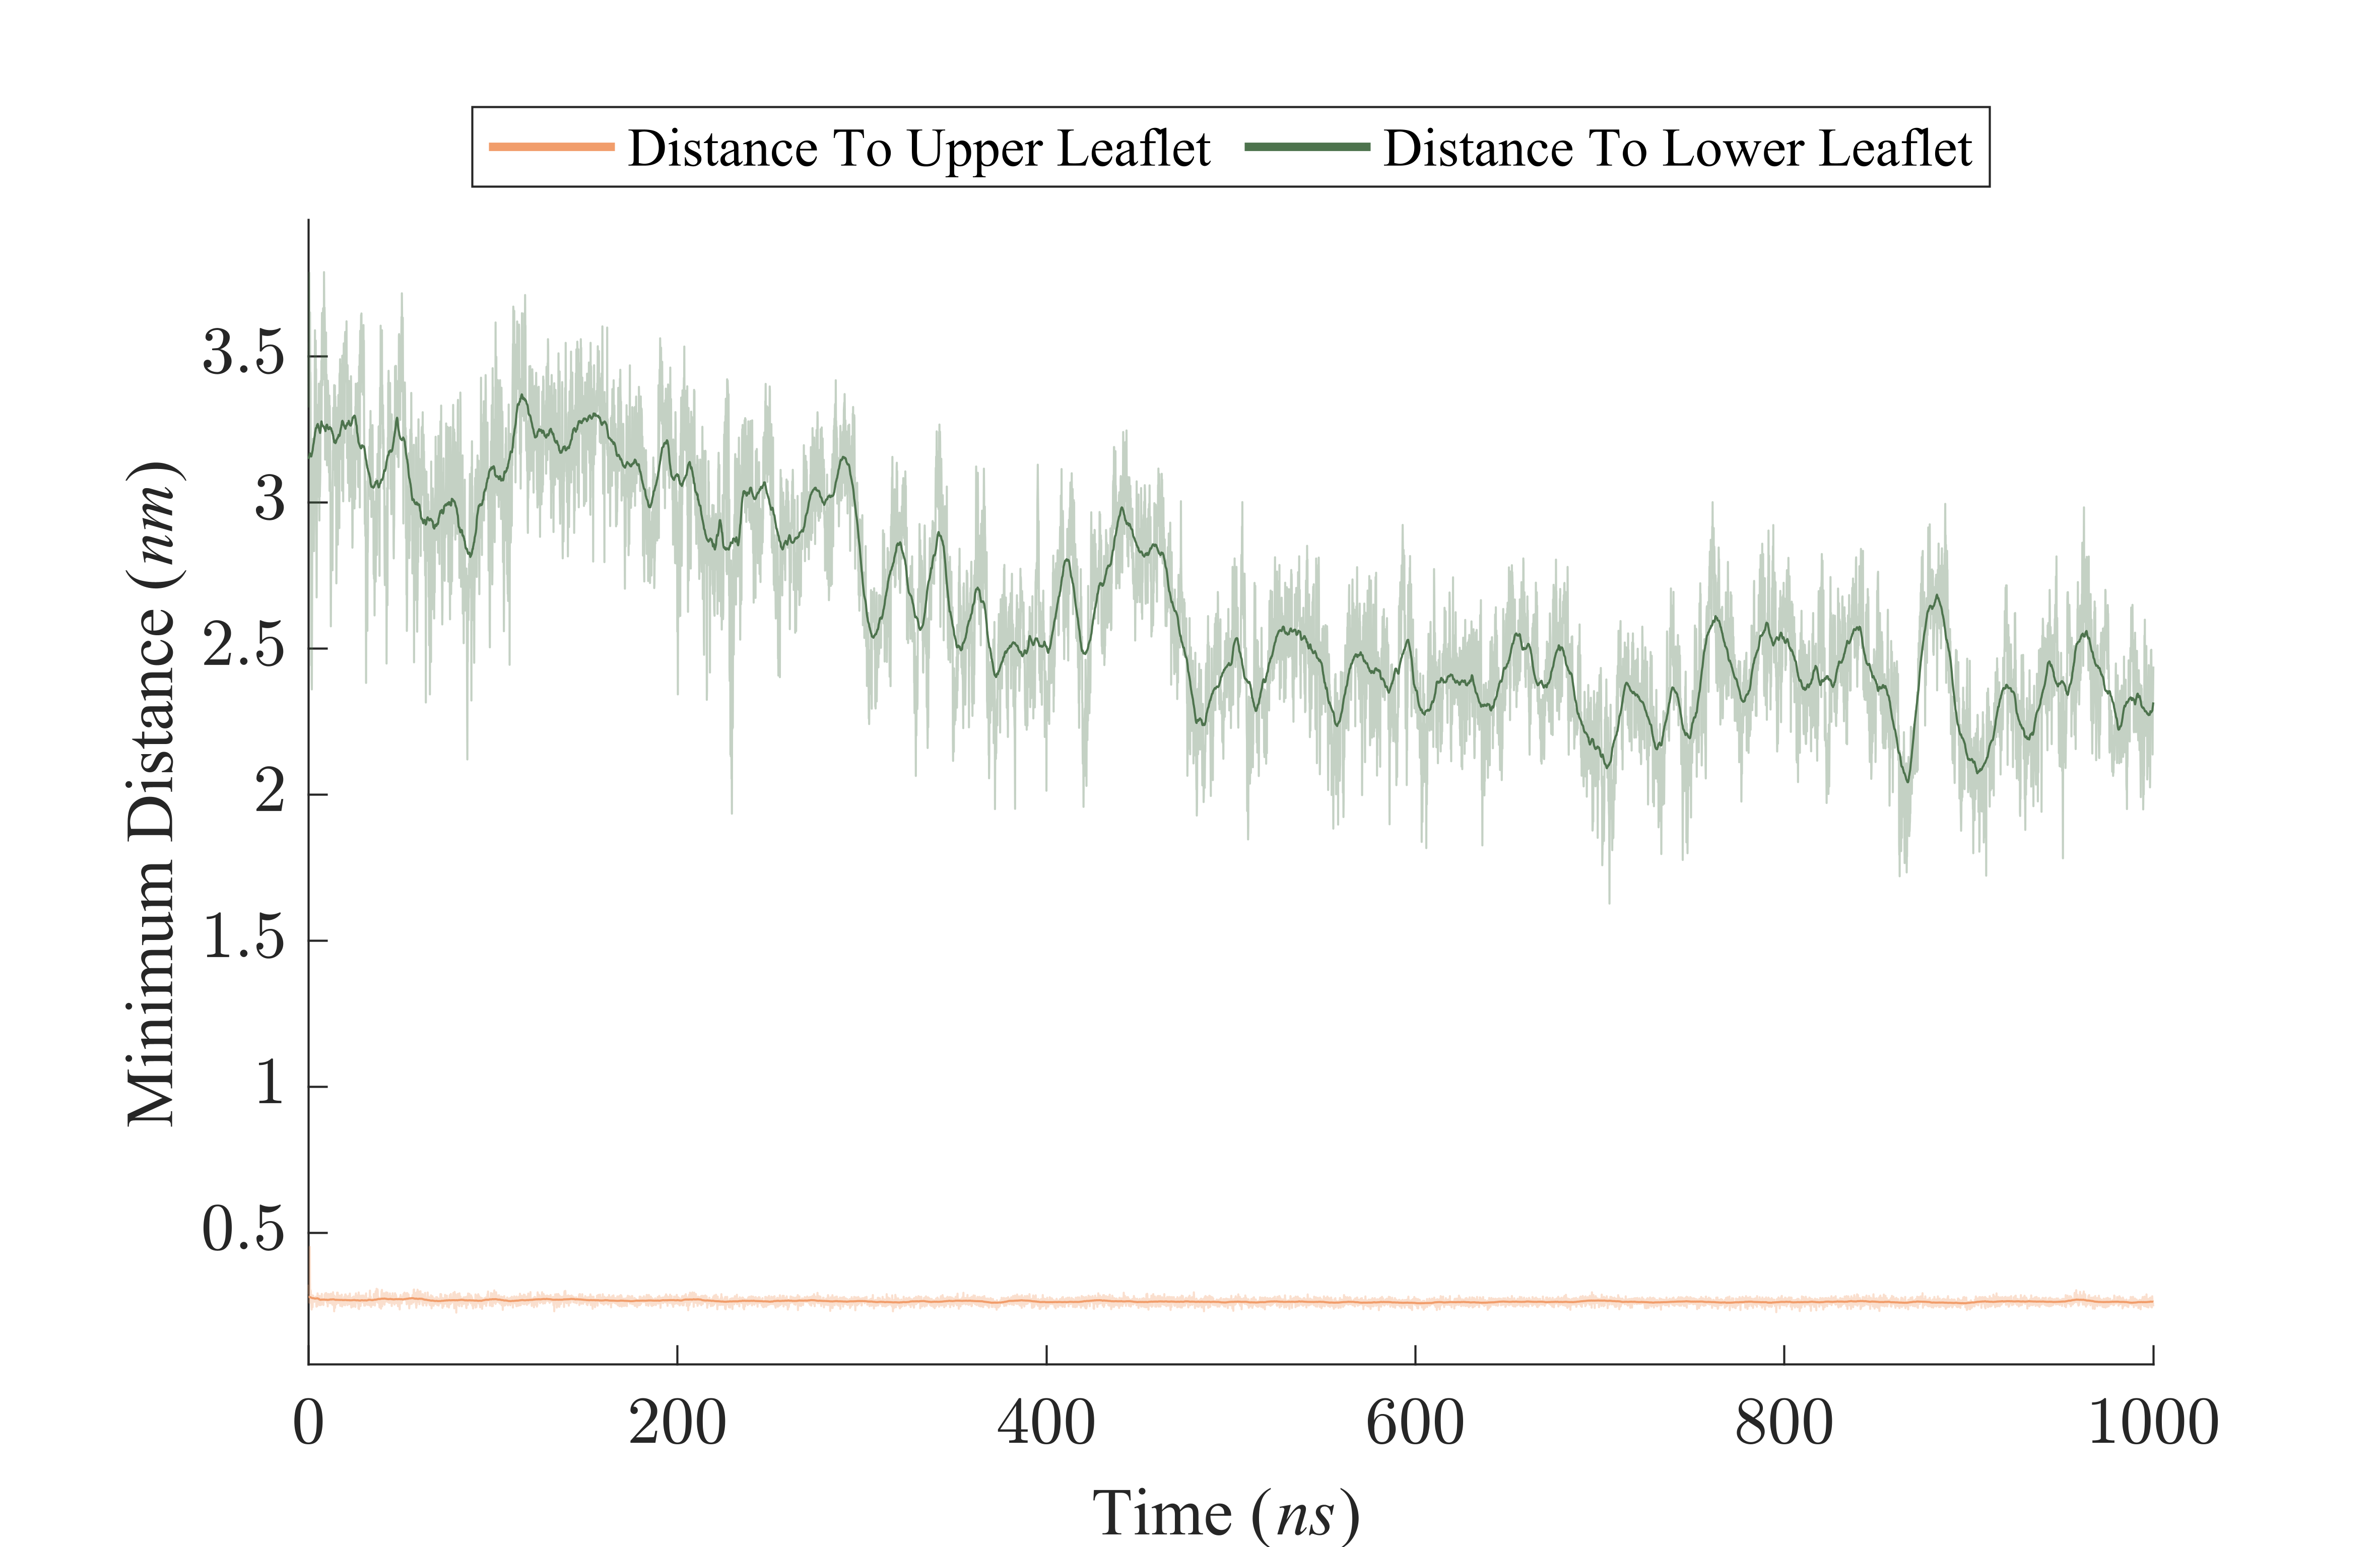 Distance To Upper Leaflet Distance To Lower Leaflet
Minimum Distance (nm)
3.5
3
2.5
2
1.5
1
0.5
0 200 400 600 800 1000
Time (ns)